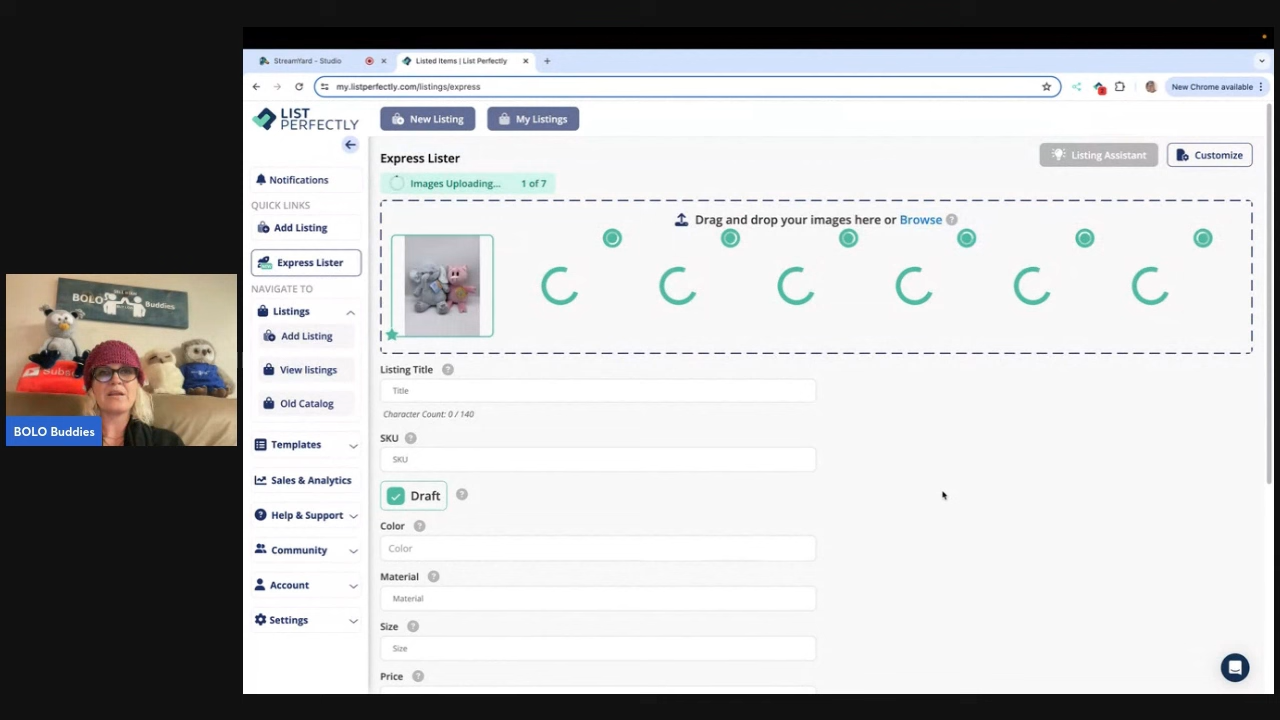 StreamYard - Studio
Listed Items | List Perfectly
my.listperfectly.com/listings/express
New Chrome available
LIST
PERFECTLY
New Listing
My Listings
Express Lister
Listing Assistant
Customize
Images Uploading... 1 of 7
Drag and drop your images here or Browse
Notifications
QUICK LINKS
Add Listing
Express Lister
NAVIGATE TO
Listings
Add Listing
View listings
Old Catalog
Templates
Sales & Analytics
Help & Support
Community
Account
Settings
Listing Title
Title
Character Count: 0 / 140
SKU
SKU
Draft
Color
Color
Material
Material
Size
Size
Price
BOLO Buddies
Subsc
BOLO Buddies